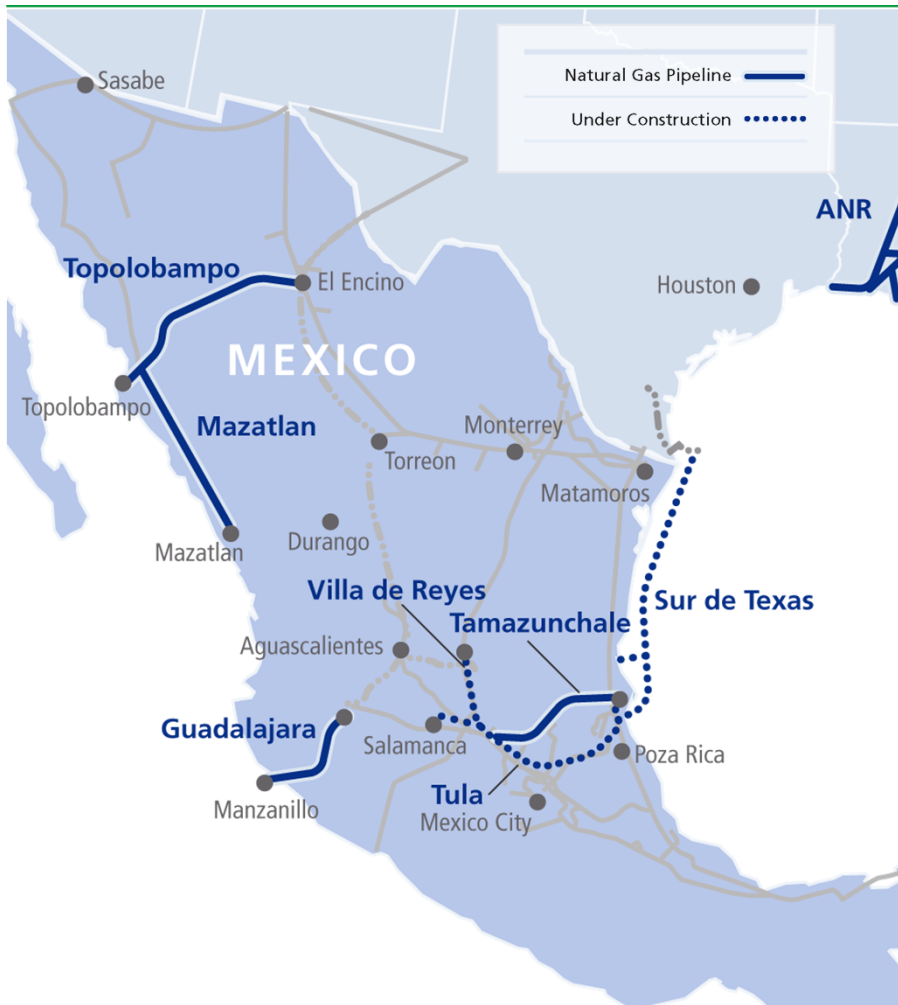 Sasabe
Natural Gas Pipeline
Under Construction
ANR
Topolobampo
El Encino
Houston
MEXICO
Topolobampo
Mazatlan
Monterrey
Torreon
Matamoros
Durango
Mazatlan
Villa de Reyes
Sur de Texas
Tamazunchale
Aguascalientes
Guadalajara
Salamanca
Poza Rica
Tula
Manzanillo
Mexico City